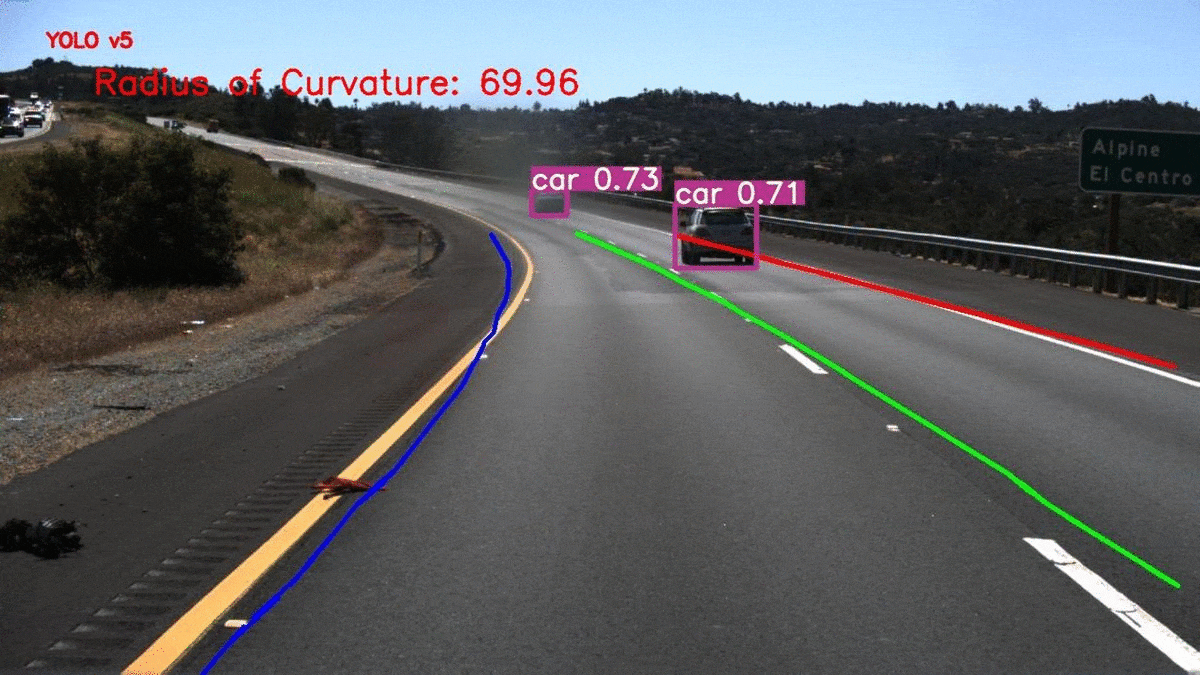 YOLO v5
Radius of Curvature: 69.96
car 0.73
car 0.71
Alpine
El Centro